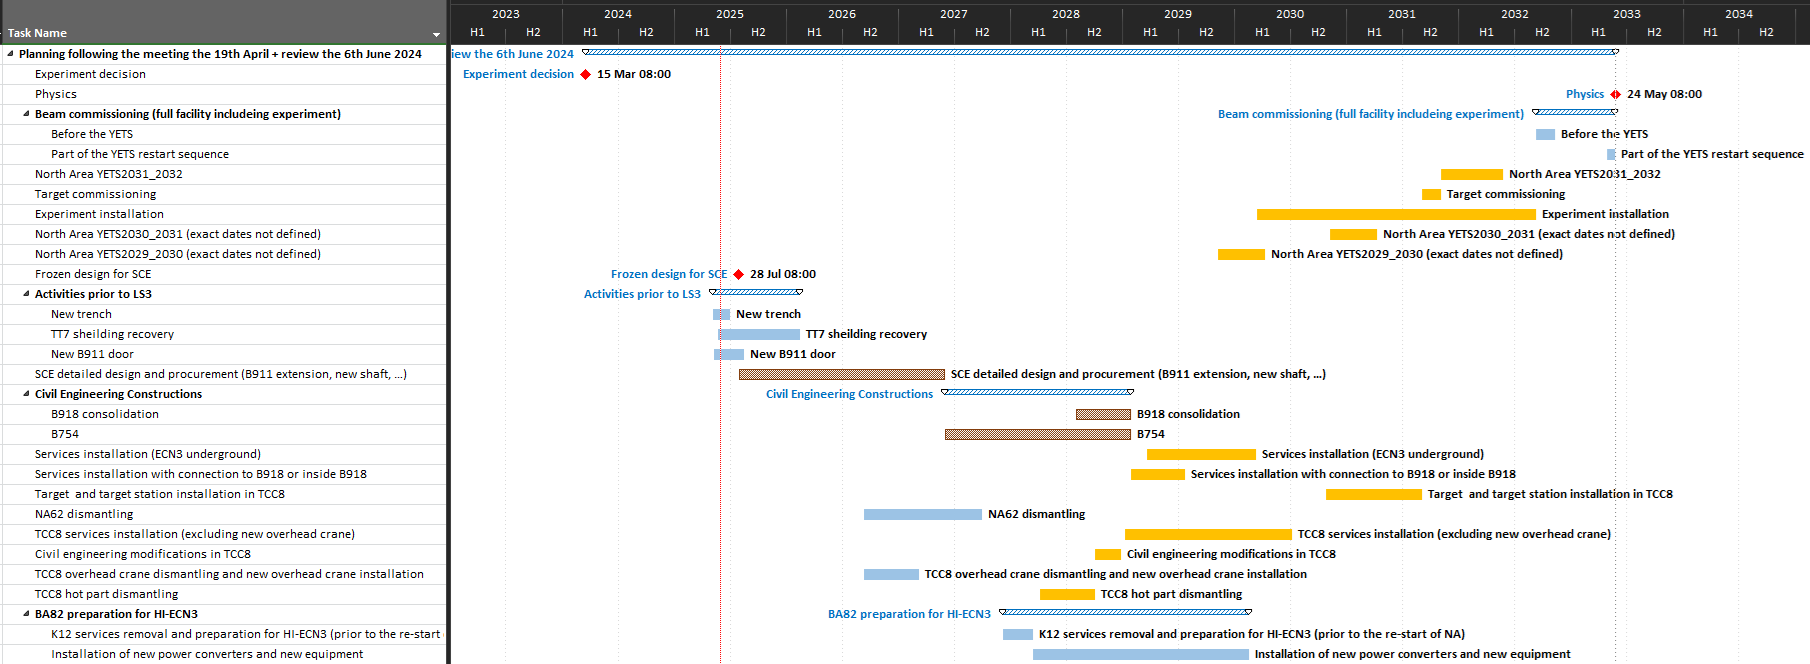 2023 2024 2025 2026 2027 2028 2029 2030 2031 2032 2033 2034
Task Name H1 H2 H1 H2 H1 H2 H1 H2 H1 H2 H1 H2 H1 H2 H1 H2 H1 H2 H1 H2 H1 H2 H1 H2
Planning following the meeting the 19th April + review the 6th June 2024 iew the 6th June 2024
Experiment decision Experiment decision 15 Mar 08:00
Physics Physics 24 May 08:00
Beam commissioning (full facility includeing experiment) Beam commissioning (full facility includeing experiment)
Before the YETS Before the YETS
Part of the YETS restart sequence Part of the YETS restart sequence
North Area YETS2031_2032 North Area YETS2031_2032
Target commissioning Target commissioning
Experiment installation Experiment installation
North Area YETS2030_2031 (exact dates not defined) North Area YETS2030_2031 (exact dates not defined)
North Area YETS2029_2030 (exact dates not defined) North Area YETS2029_2030 (exact dates not defined)
Frozen design for SCE Frozen design for SCE 28 Jul 08:00
Activities prior to LS3 Activities prior to LS3
New trench New trench
TT7 sheilding recovery TT7 sheilding recovery
New B911 door New B911 door
SCE detailed design and procurement (B911 extension, new shaft, ...) SCE detailed design and procurement (B911 extension, new shaft, ...)
Civil Engineering Constructions Civil Engineering Constructions
B918 consolidation B918 consolidation
B754 B754
Services installation (ECN3 underground) Services installation (ECN3 underground)
Services installation with connection to B918 or inside B918 Services installation with connection to B918 or inside B918
Target and target station installation in TCC8 Target and target station installation in TCC8
NA62 dismantling NA62 dismantling
TCC8 services installation (excluding new overhead crane) TCC8 services installation (excluding new overhead crane)
Civil engineering modifications in TCC8 Civil engineering modifications in TCC8
TCC8 overhead crane dismantling and new overhead crane installation TCC8 overhead crane dismantling and new overhead crane installation
TCC8 hot part dismantling TCC8 hot part dismantling
BA82 preparation for HI-ECN3 BA82 preparation for HI-ECN3
K12 services removal and preparation for HI-ECN3 (prior to the re-start K12 services removal and preparation for HI-ECN3 (prior to the re-start of NA)
Installation of new power converters and new equipment Installation of new power converters and new equipment